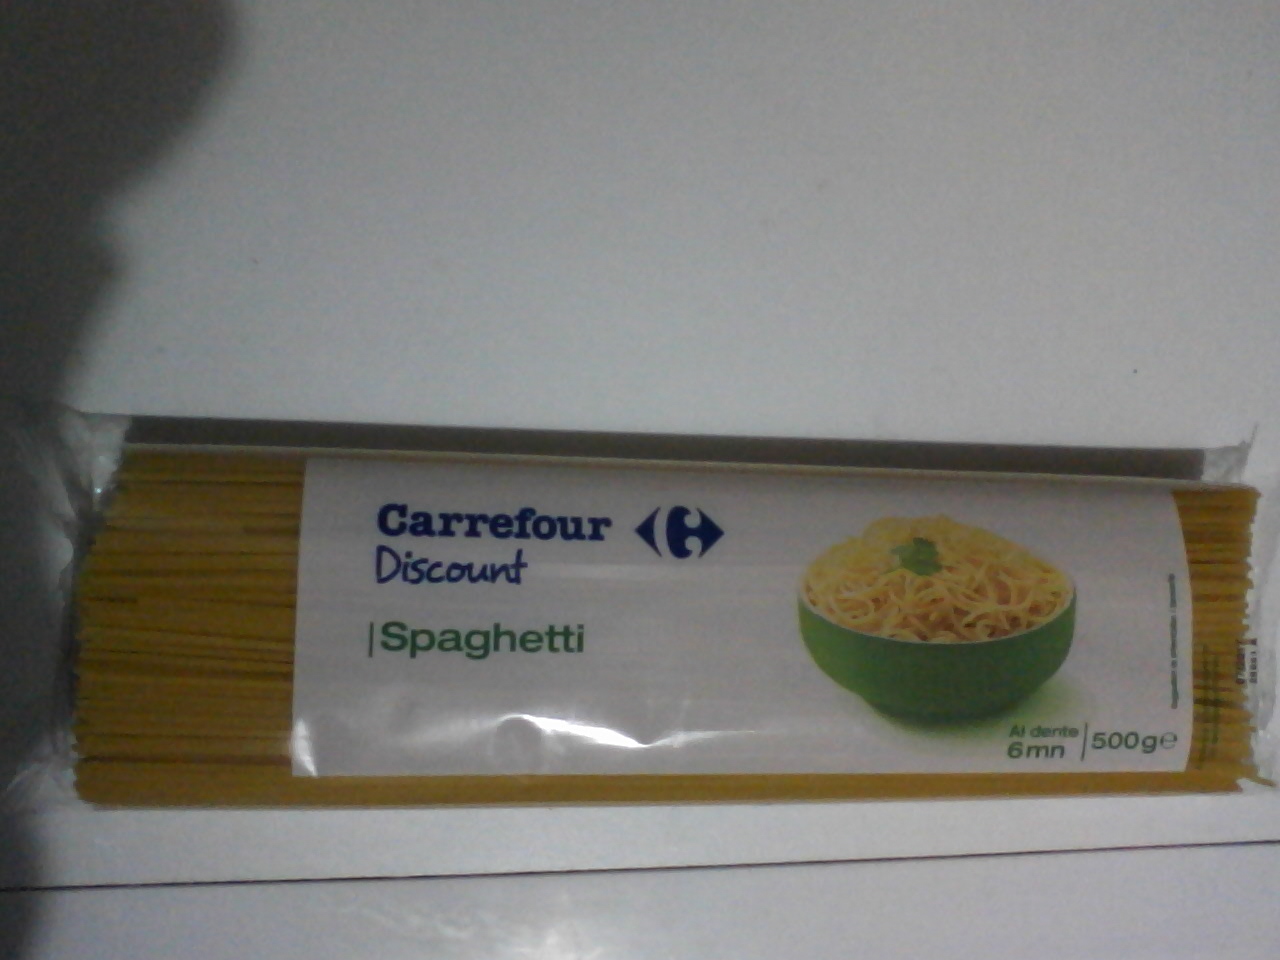 Carrefour
Discount
Spaghetti
Al dente
6mn
500g℮